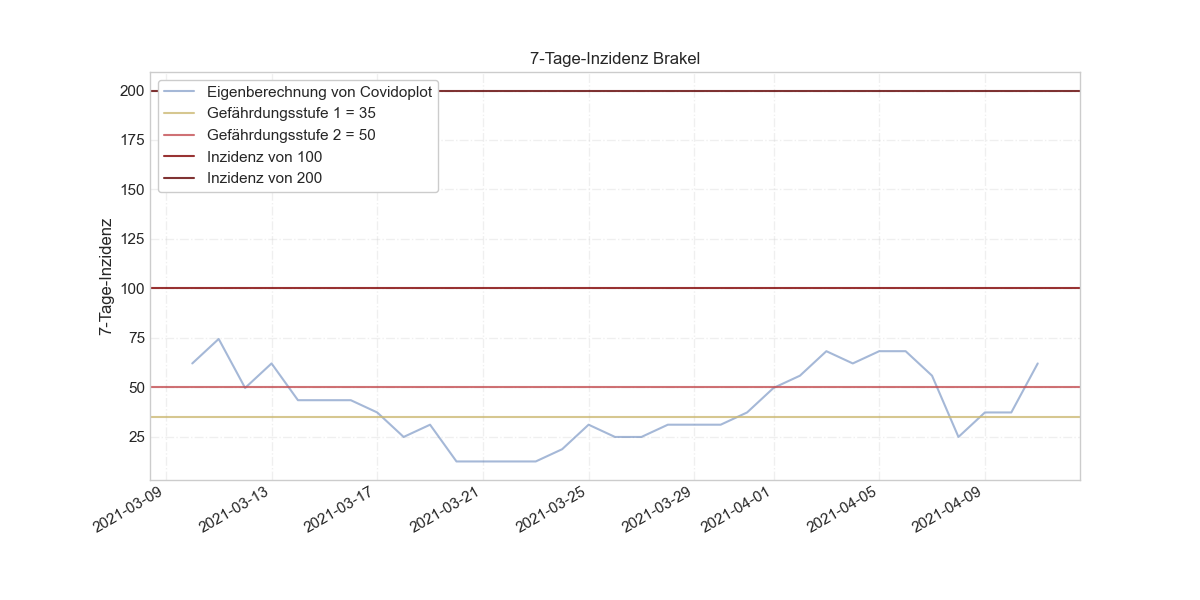 7-Tage-Inzidenz Brakel
Eigenberechnung von Covidoplot
Gefährdungsstufe 1 = 35
Gefährdungsstufe 2 = 50
Inzidenz von 100
Inzidenz von 200
7-Tage-Inzidenz
200
175
150
125
100
75
50
25
2021-03-09
2021-03-13
2021-03-17
2021-03-21
2021-03-25
2021-03-29
2021-04-01
2021-04-05
2021-04-09